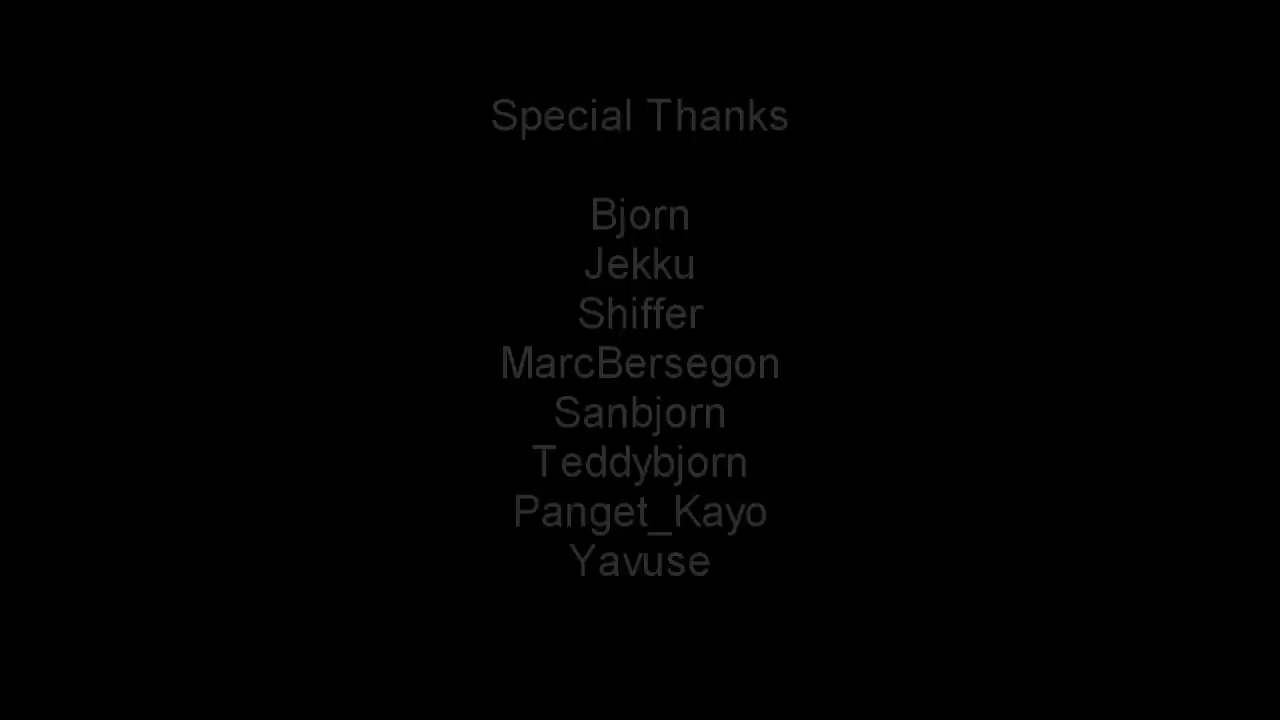 Special Thanks
Bjorn
Jekku
Shiffer
MarcBersegon
Sanbjorn
Teddybjorn
Panget_Kayo
Yavuse